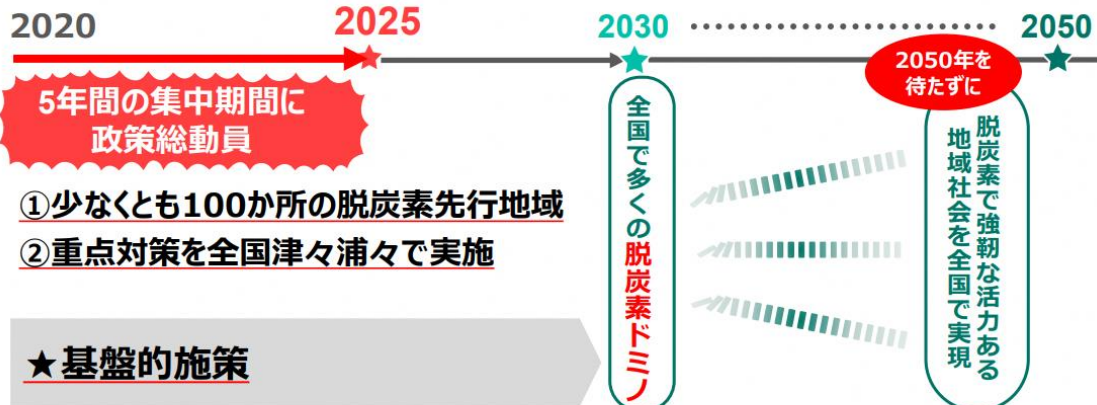 2020
2025
2030
2050
5年間の集中期間に
政策総動員
①少なくとも100か所の脱炭素先行地域
②重点対策を全国津々浦々で実施
★基盤的施策
全国で多くの脱炭素ドミノ
2050年を
待たずに
脱炭素で強靭な活力ある
地域社会を全国で実現